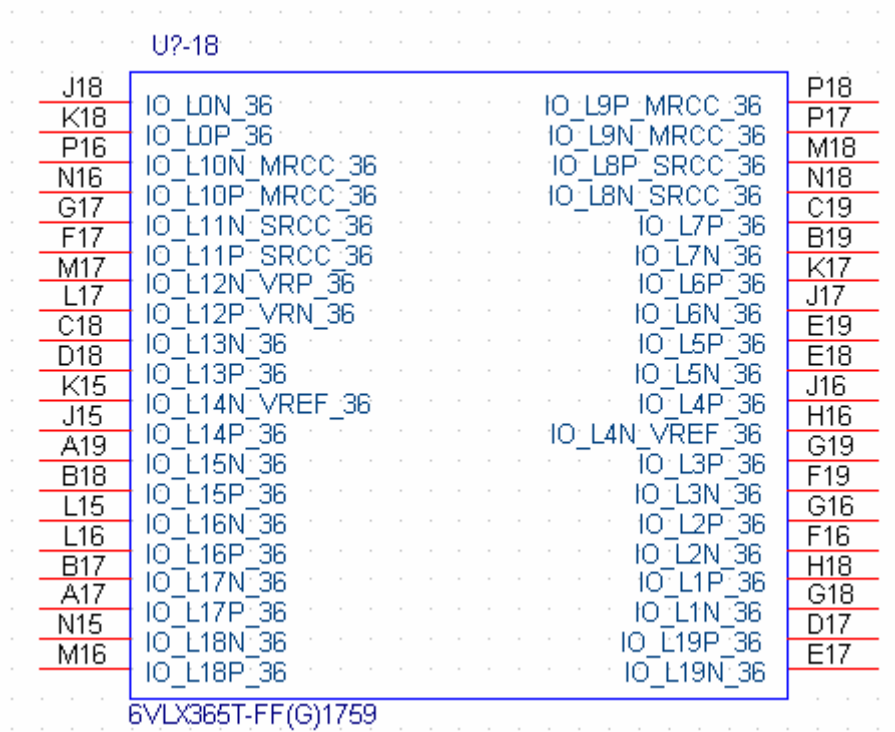 U?-18
J18 IO_L0N_36 IO_L9P_MRCC_36 P18
K18 IO_L0P_36 IO_L9N_MRCC_36 P17
P16 IO_L10N_MRCC_36 IO_L8P_SRCC_36 M18
N16 IO_L10P_MRCC_36 IO_L8N_SRCC_36 N18
G17 IO_L11N_SRCC_36 IO_L7P_36 C19
F17 IO_L11P_SRCC_36 IO_L7N_36 B19
M17 IO_L12N_VRP_36 IO_L6P_36 K17
L17 IO_L12P_VRN_36 IO_L6N_36 J17
C18 IO_L13N_36 IO_L5P_36 E19
D18 IO_L13P_36 IO_L5N_36 E18
K15 IO_L14N_VREF_36 IO_L4P_36 J16
J15 IO_L14P_36 IO_L4N_VREF_36 H16
A19 IO_L15N_36 IO_L3P_36 G19
B18 IO_L15P_36 IO_L3N_36 F19
L15 IO_L16N_36 IO_L2P_36 G16
L16 IO_L16P_36 IO_L2N_36 F16
B17 IO_L17N_36 IO_L1P_36 H18
A17 IO_L17P_36 IO_L1N_36 G18
N15 IO_L18N_36 IO_L19P_36 D17
M16 IO_L18P_36 IO_L19N_36 E17
6VLX365T-FF(G)1759